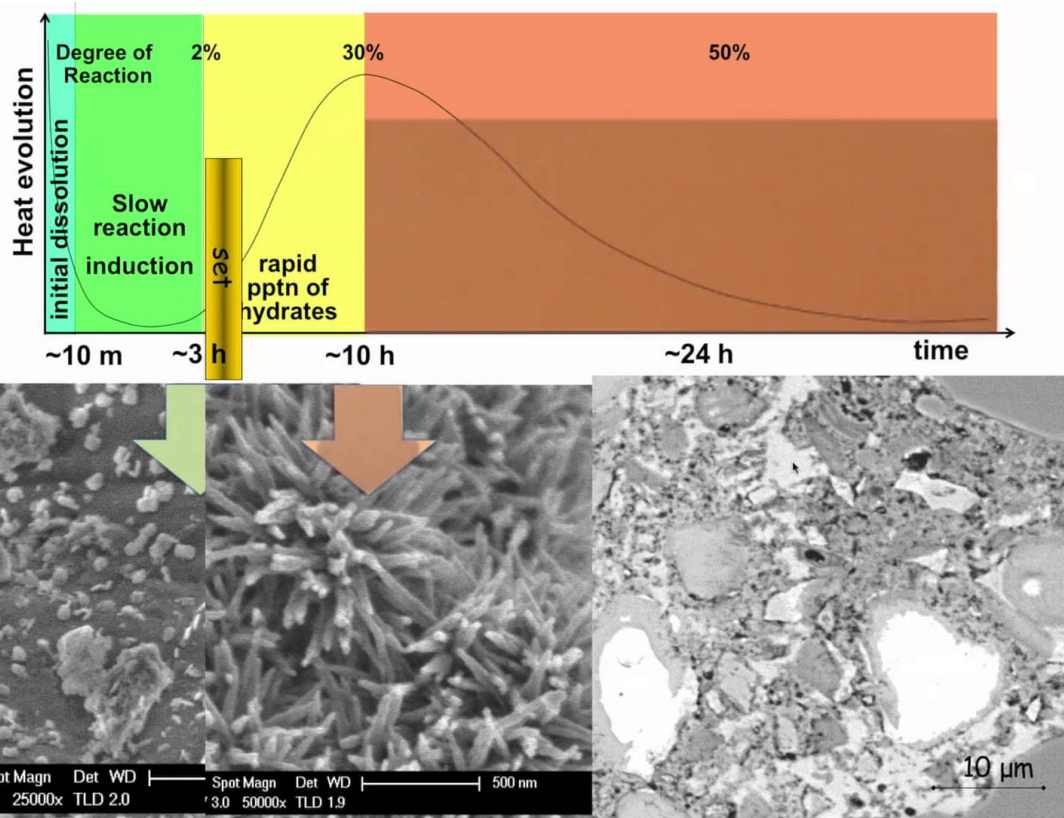 Degree of
Reaction
2%
30%
50%
Heat evolution
initial dissolution
Slow
reaction
induction
set
rapid
pptn of
hydrates
~10 m
~3 h
~10 h
~24 h
time
ot Magn Det WD
25000x TLD 2.0
Spot Magn Det WD
3.0 50000x TLD 1.9
500 nm
10 µm